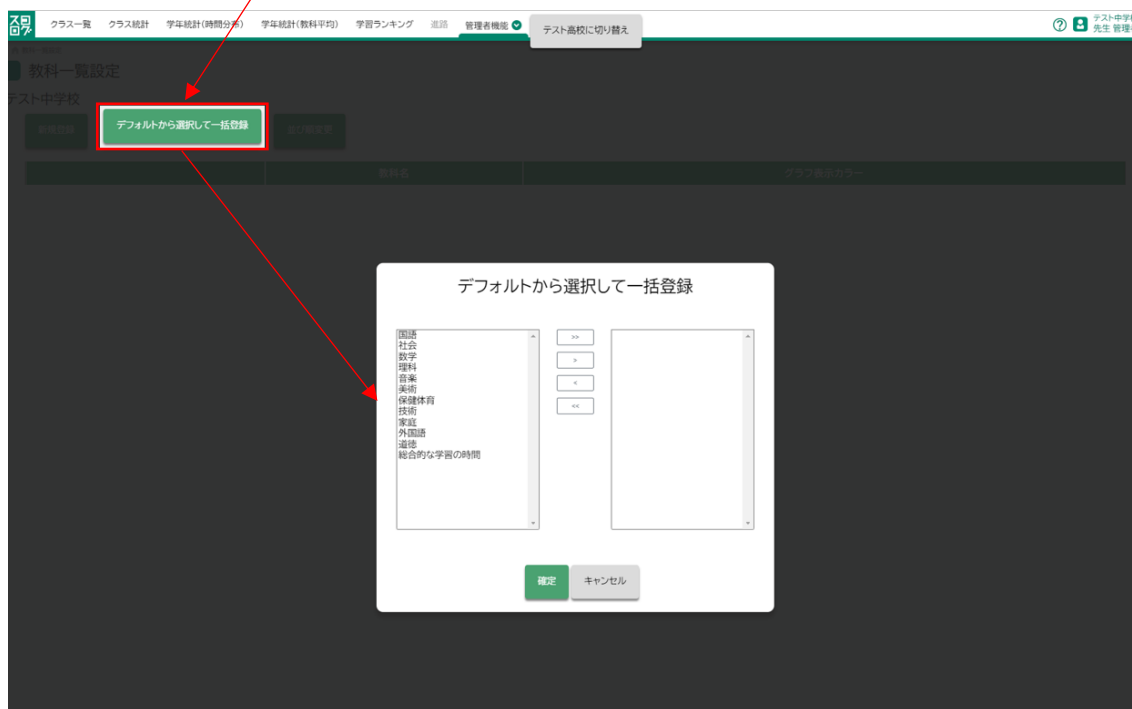 スコログ
クラス一覧 クラス統計 学年統計(時間分布) 学年統計(教科平均) 学習ランキング 進路 管理者機能 テスト高校に切り替え
テスト中学校
先生 管理者
教科一覧設定
テスト中学校
新規登録 デフォルトから選択して一括登録 並び順変更
教科名 グラフ表示カラー
デフォルトから選択して一括登録
国語
社会
数学
理科
音楽
美術
保健体育
技術
家庭
外国語
道徳
総合的な学習の時間
>>
>
<
<<
確定 キャンセル